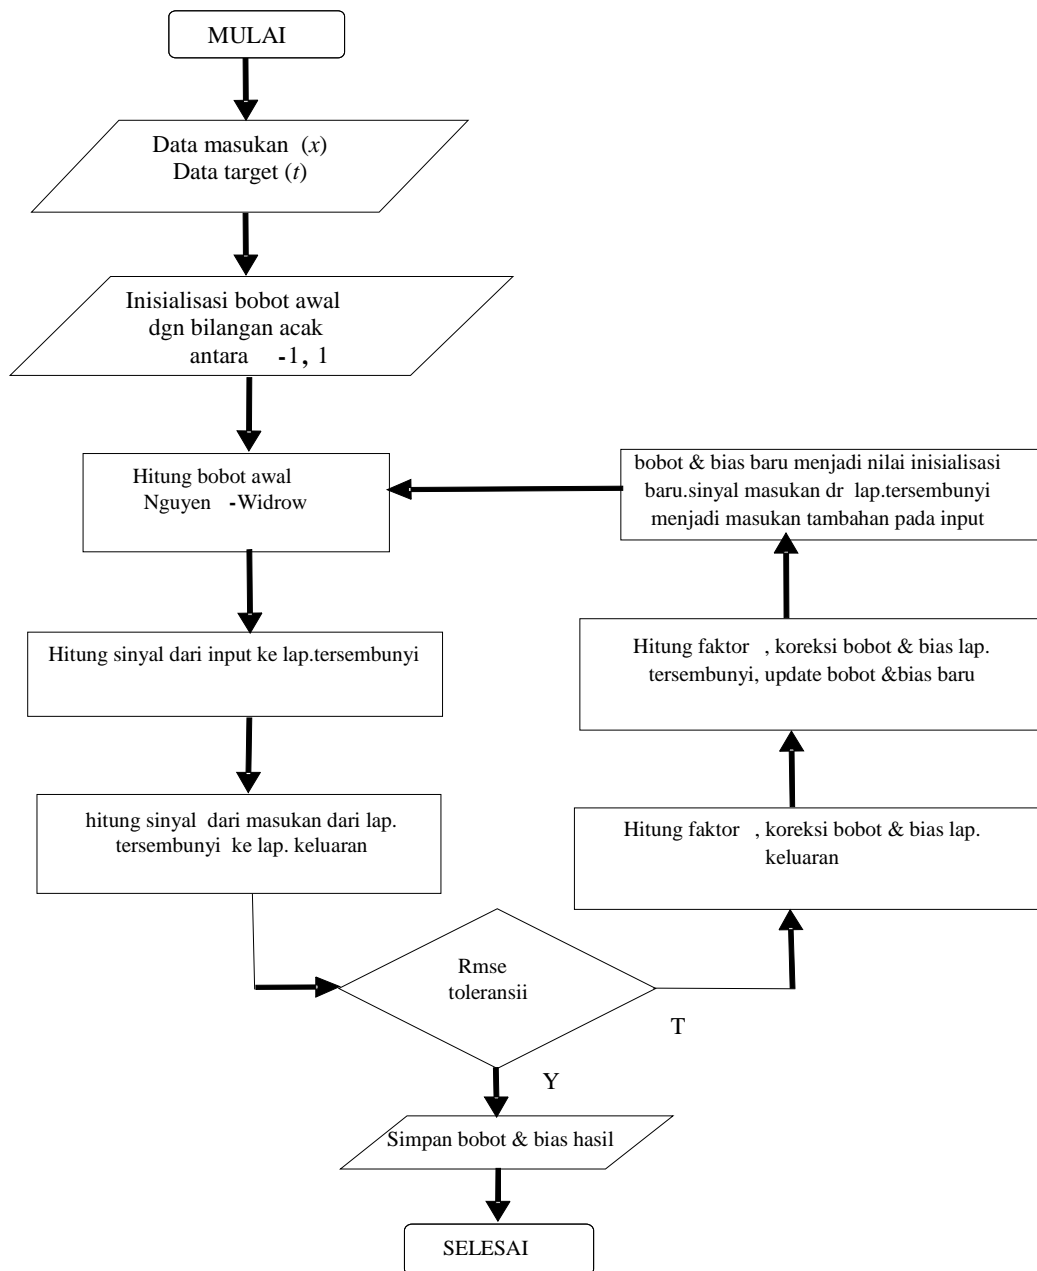 MULAI
Data masukan (x)
Data target (t)
Inisialisasi bobot awal
dgn bilangan acak
antara -1, 1
Hitung bobot awal
Nguyen -Widrow
Hitung sinyal dari input ke lap.tersembunyi
hitung sinyal dari masukan dari lap.
tersembunyi ke lap. keluaran
Rmse
toleransii
T
Y
Hitung faktor , koreksi bobot & bias lap.
keluaran
Hitung faktor , koreksi bobot & bias lap.
tersembunyi, update bobot &bias baru
bobot & bias baru menjadi nilai inisialisasi
baru.sinyal masukan dr lap.tersembunyi
menjadi masukan tambahan pada input
Simpan bobot & bias hasil
SELESAI